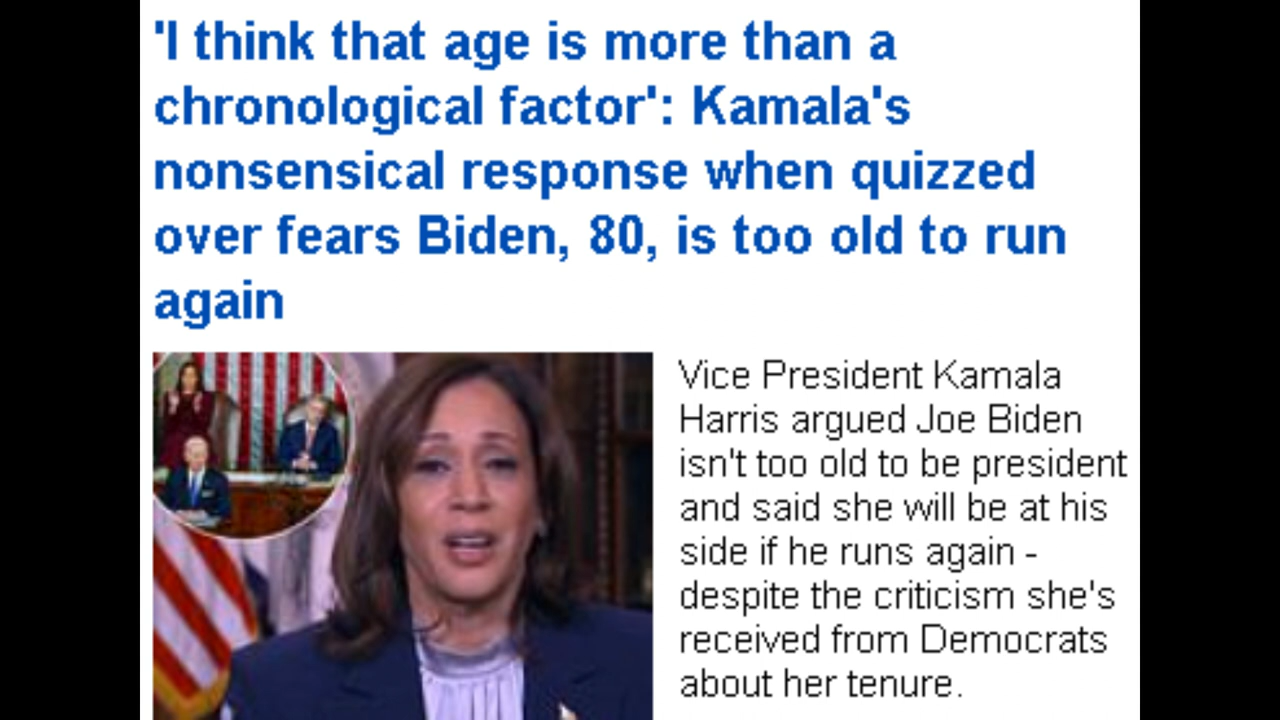 'I think that age is more than a
chronological factor': Kamala's
nonsensical response when quizzed
over fears Biden, 80, is too old to run
again
Vice President Kamala
Harris argued Joe Biden
isn't too old to be president
and said she will be at his
side if he runs again -
despite the criticism she's
received from Democrats
about her tenure.